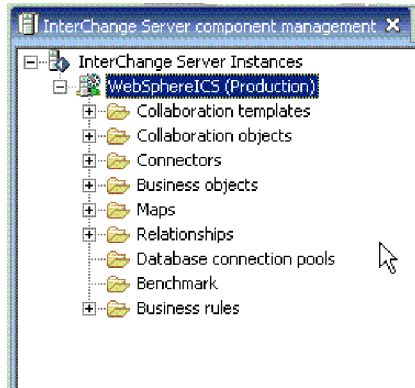 InterChange Server component management
InterChange Server Instances
WebSphereICS (Production)
Collaboration templates
Collaboration objects
Connectors
Business objects
Maps
Relationships
Database connection pools
Benchmark
Business rules